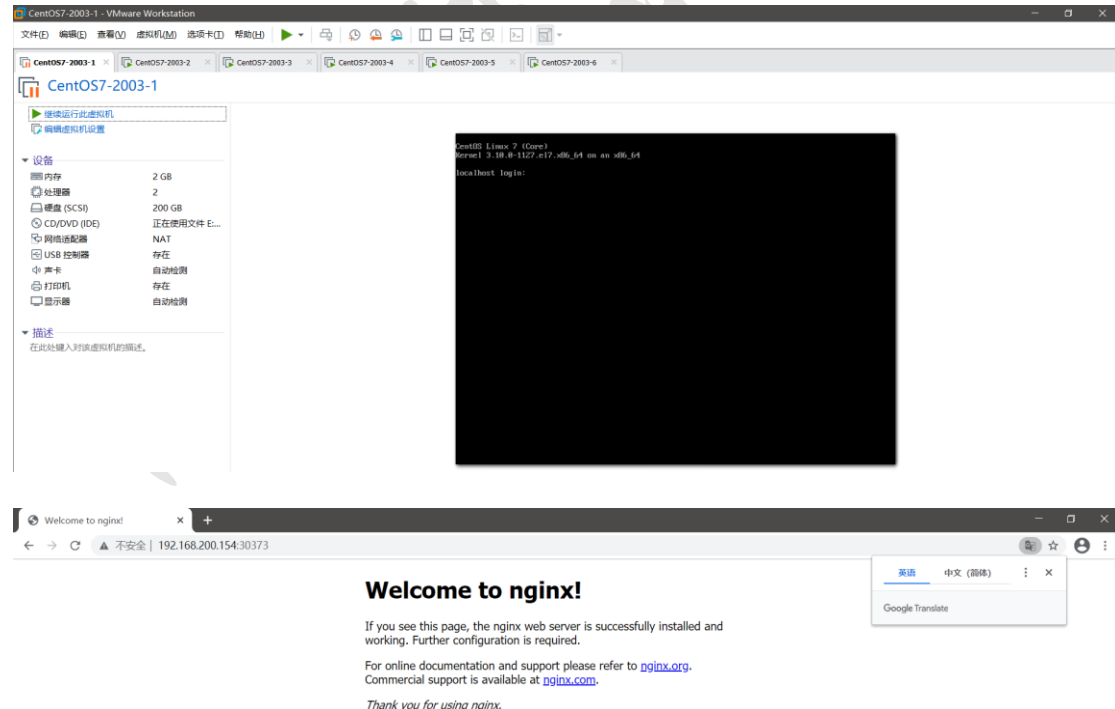 CentOS7-2003-1 - VMware Workstation
文件(F) 编辑(E) 查看(V) 虚拟机(M) 选项卡(T) 帮助(H)
CentOS7-2003-1 CentOS7-2003-2 CentOS7-2003-3 CentOS7-2003-4 CentOS7-2003-5 CentOS7-2003-6
CentOS7-2003-1
继续运行此虚拟机
编辑虚拟机设置
设备
内存 2 GB
处理器 2
硬盘 (SCSI) 200 GB
CD/DVD (IDE) 正在使用文件 E:...
网络适配器 NAT
USB 控制器 存在
声卡 自动检测
打印机 存在
显示器 自动检测
描述
在此处键入对该虚拟机的描述。
CentOS Linux 7 (Core)
Kernel 3.10.0-1127.el7.x86_64 on an x86_64
localhost login:
Welcome to nginx!
不安全 | 192.168.200.154:30373
英语 中文 (简体)
Google Translate
Welcome to nginx!
If you see this page, the nginx web server is successfully installed and
working. Further configuration is required.
For online documentation and support please refer to nginx.org.
Commercial support is available at nginx.com.
Thank you for using nginx.